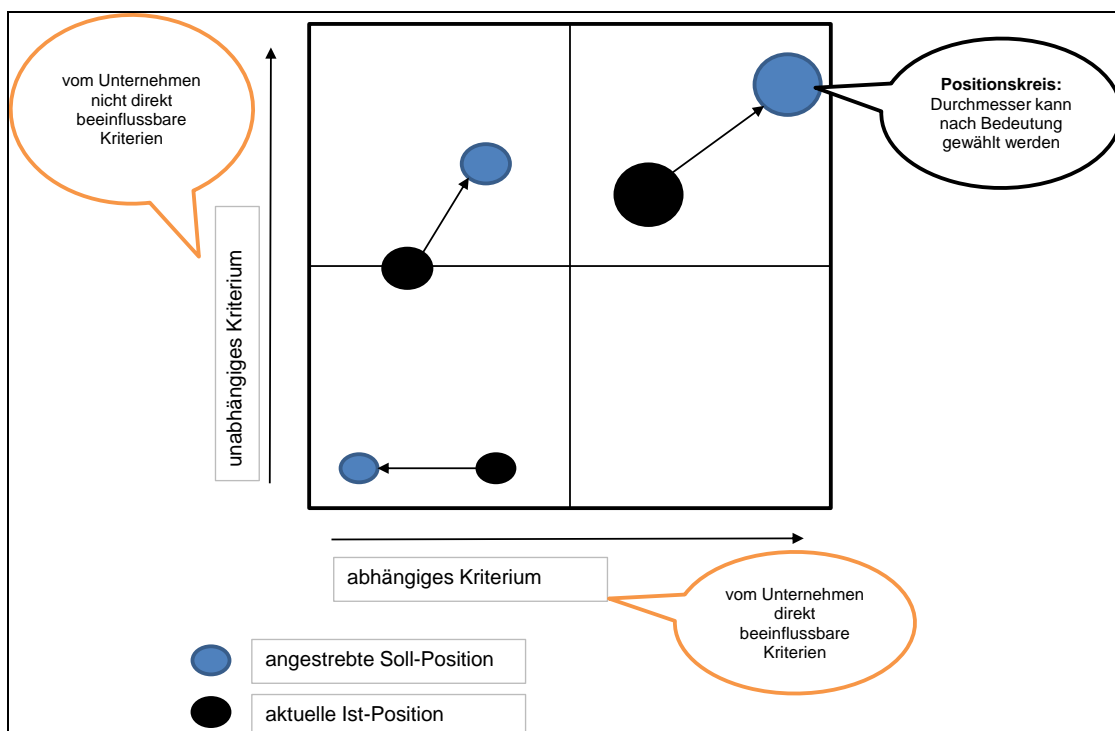 vom Unternehmen
nicht direkt
beeinflussbare
Kriterien
Positionskreis:
Durchmesser kann
nach Bedeutung
gewählt werden
unabhängiges Kriterium
abhängiges Kriterium
vom Unternehmen
direkt
beeinflussbare
Kriterien
angestrebte Soll-Position
aktuelle Ist-Position